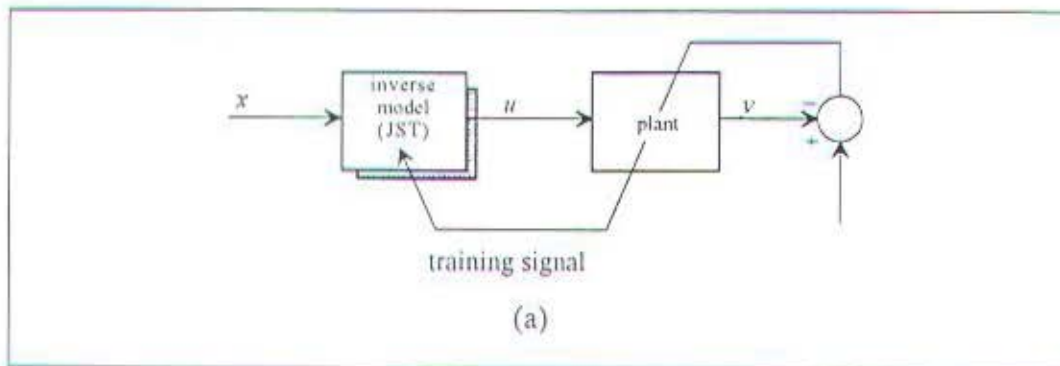 x
inverse
model
(JST)
u
plant
v
−
+
training signal
(a)